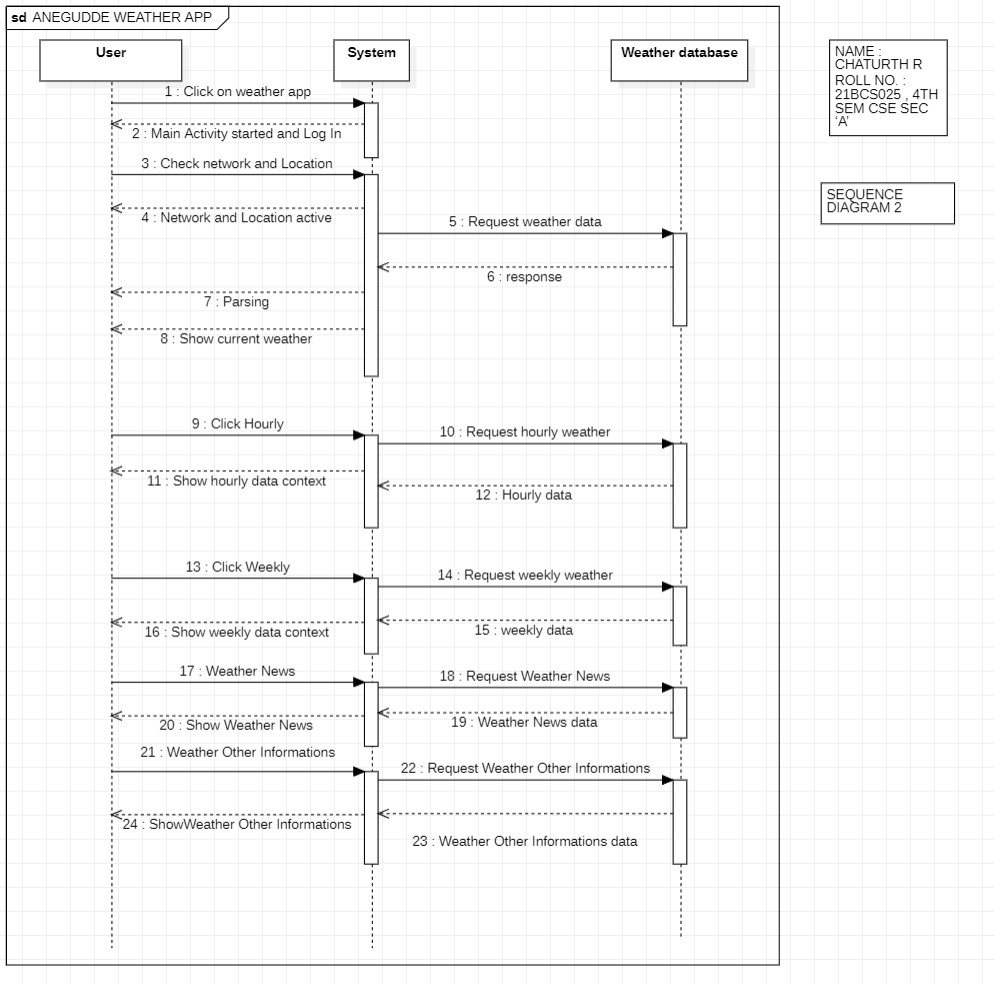 sd ANEGUDDE WEATHER APP
User
System
Weather database
NAME :
CHATURTH R
ROLL NO. :
21BCS025 , 4TH
SEM CSE SEC
‘A’
SEQUENCE
DIAGRAM 2
1 : Click on weather app
2 : Main Activity started and Log In
3 : Check network and Location
4 : Network and Location active
5 : Request weather data
6 : response
7 : Parsing
8 : Show current weather
9 : Click Hourly
10 : Request hourly weather
11 : Show hourly data context
12 : Hourly data
13 : Click Weekly
14 : Request weekly weather
15 : weekly data
16 : Show weekly data context
17 : Weather News
18 : Request Weather News
19 : Weather News data
20 : Show Weather News
21 : Weather Other Informations
22 : Request Weather Other Informations
24 : ShowWeather Other Informations
23 : Weather Other Informations data